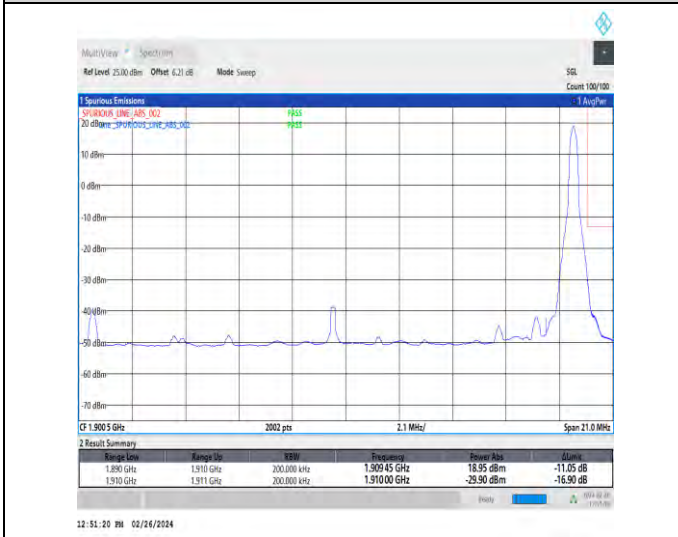 MultiView Spectrum
Ref Level 25.00 dBm Offset 6.21 dB Mode Sweep SGL
Count 100/100
1 Spurious Emissions 1 AvgPwr
SPURIOUS_LINE_ABS_002 PASS
20 dBm _SPURIOUS_LINE_ABS_002 PASS
10 dBm
0 dBm
-10 dBm
-20 dBm
-30 dBm
-40 dBm
-50 dBm
-60 dBm
-70 dBm
CF 1.900 5 GHz 2002 pts 2.1 MHz/ Span 21.0 MHz
2 Result Summary
Range Low Range Up RBW Frequency Power Abs ΔLimit
1.890 GHz 1.910 GHz 200.000 kHz 1.909 45 GHz 18.95 dBm -11.05 dB
1.910 GHz 1.911 GHz 200.000 kHz 1.910 00 GHz -29.90 dBm -16.90 dB
12:51:20 PM 02/26/2024